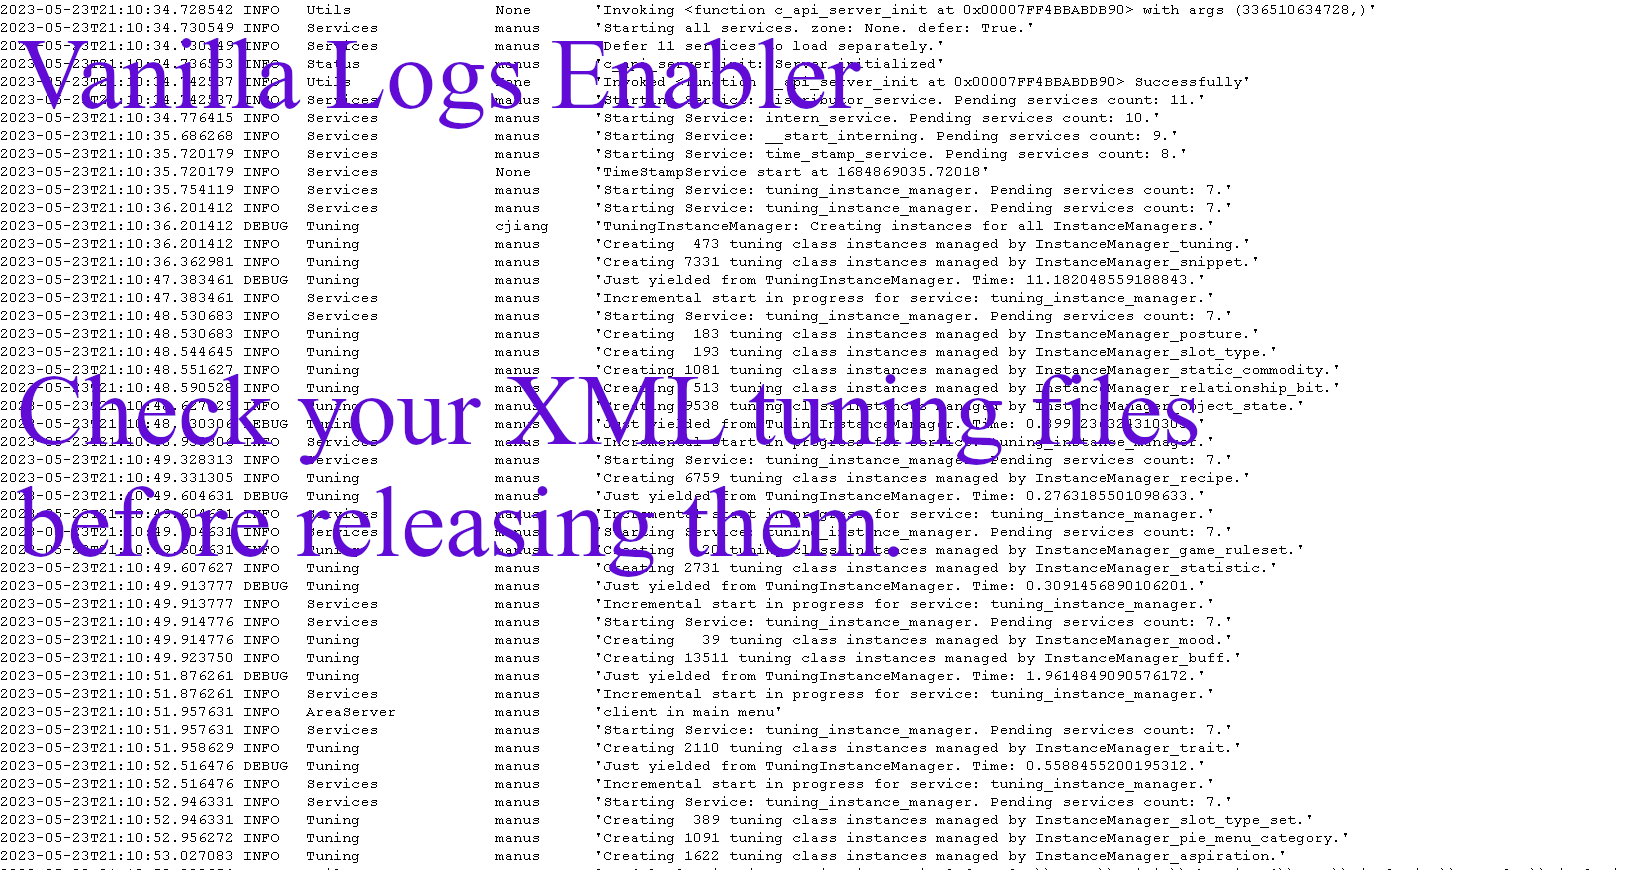 2023-05-23T21:10:34.728542 INFO Utils None 'Invoking <function c_api_server_init at 0x00007FF4BBABDB90> with args (336510634728,)'
2023-05-23T21:10:34.730549 INFO Services manus 'Starting all services. zone: None. defer: True.'
2023-05-23T21:10:34.730549 INFO Services manus 'Defer 11 services to load separately.'
2023-05-23T21:10:34.736553 INFO Status manus 'c_api_server_init: Server initialized'
Vanilla Logs Enabler
2023-05-23T21:10:34.742537 INFO Utils None 'Invoked <function c_api_server_init at 0x00007FF4BBABDB90> Successfully'
2023-05-23T21:10:34.742537 INFO Services manus 'Starting Service: distributor_service. Pending services count: 11.'
2023-05-23T21:10:34.776415 INFO Services manus 'Starting Service: intern_service. Pending services count: 10.'
2023-05-23T21:10:35.686268 INFO Services manus 'Starting Service: __start_interning. Pending services count: 9.'
2023-05-23T21:10:35.720179 INFO Services manus 'Starting Service: time_stamp_service. Pending services count: 8.'
2023-05-23T21:10:35.720179 INFO Services None 'TimeStampService start at 1684869035.72018'
2023-05-23T21:10:35.754119 INFO Services manus 'Starting Service: tuning_instance_manager. Pending services count: 7.'
2023-05-23T21:10:36.201412 INFO Services manus 'Starting Service: tuning_instance_manager. Pending services count: 7.'
2023-05-23T21:10:36.201412 DEBUG Tuning cjiang 'TuningInstanceManager: Creating instances for all InstanceManagers.'
2023-05-23T21:10:36.201412 INFO Tuning manus 'Creating 473 tuning class instances managed by InstanceManager_tuning.'
2023-05-23T21:10:36.362981 INFO Tuning manus 'Creating 7331 tuning class instances managed by InstanceManager_snippet.'
2023-05-23T21:10:47.383461 DEBUG Tuning manus 'Just yielded from TuningInstanceManager. Time: 11.182048559188843.'
2023-05-23T21:10:47.383461 INFO Services manus 'Incremental start in progress for service: tuning_instance_manager.'
2023-05-23T21:10:48.530683 INFO Services manus 'Starting Service: tuning_instance_manager. Pending services count: 7.'
2023-05-23T21:10:48.530683 INFO Tuning manus 'Creating 183 tuning class instances managed by InstanceManager_posture.'
2023-05-23T21:10:48.544645 INFO Tuning manus 'Creating 193 tuning class instances managed by InstanceManager_slot_type.'
2023-05-23T21:10:48.551627 INFO Tuning manus 'Creating 1081 tuning class instances managed by InstanceManager_static_commodity.'
2023-05-23T21:10:48.590528 INFO Tuning manus 'Creating 513 tuning class instances managed by InstanceManager_relationship_bit.'
INFO Tuning manus 'Creating 9538 tuning class instances managed by InstanceManager_object_state.'
Check your XML tuning files
DEBUG Tuning manus 'Just yielded from TuningInstanceManager. Time:
INFO Services manus 'Incremental start in progress for service: tuning_instance_manager.'
2023-05-23T21:10:49.328313 INFO Services manus 'Starting Service: tuning_instance_manager. Pending services count: 7.'
2023-05-23T21:10:49.331305 INFO Tuning manus 'Creating 6759 tuning class instances managed by InstanceManager_recipe.'
2023-05-23T21:10:49.604631 DEBUG Tuning manus 'Just yielded from TuningInstanceManager. Time: 0.2763185501098633.'
2023-05-23T21:10:49.604631 INFO Services manus 'Incremental start in progress for service: tuning_instance_manager.'
before releasing them.
2023-05-23T21:10:49.604631 INFO Services manus 'Starting Service: tuning_instance_manager. Pending services count: 7.'
2023-05-23T21:10:49.604631 INFO Tuning manus 'Creating 20 tuning class instances managed by InstanceManager_game_ruleset.'
2023-05-23T21:10:49.607627 INFO Tuning manus 'Creating 2731 tuning class instances managed by InstanceManager_statistic.'
2023-05-23T21:10:49.913777 DEBUG Tuning manus 'Just yielded from TuningInstanceManager. Time: 0.3091456890106201.'
2023-05-23T21:10:49.913777 INFO Services manus 'Incremental start in progress for service: tuning_instance_manager.'
2023-05-23T21:10:49.914776 INFO Services manus 'Starting Service: tuning_instance_manager. Pending services count: 7.'
2023-05-23T21:10:49.914776 INFO Tuning manus 'Creating 39 tuning class instances managed by InstanceManager_mood.'
2023-05-23T21:10:49.923750 INFO Tuning manus 'Creating 13511 tuning class instances managed by InstanceManager_buff.'
2023-05-23T21:10:51.876261 DEBUG Tuning manus 'Just yielded from TuningInstanceManager. Time: 1.9614849090576172.'
2023-05-23T21:10:51.876261 INFO Services manus 'Incremental start in progress for service: tuning_instance_manager.'
2023-05-23T21:10:51.957631 INFO AreaServer manus 'client in main menu'
2023-05-23T21:10:51.957631 INFO Services manus 'Starting Service: tuning_instance_manager. Pending services count: 7.'
2023-05-23T21:10:51.958629 INFO Tuning manus 'Creating 2110 tuning class instances managed by InstanceManager_trait.'
2023-05-23T21:10:52.516476 DEBUG Tuning manus 'Just yielded from TuningInstanceManager. Time: 0.5588455200195312.'
2023-05-23T21:10:52.516476 INFO Services manus 'Incremental start in progress for service: tuning_instance_manager.'
2023-05-23T21:10:52.946331 INFO Services manus 'Starting Service: tuning_instance_manager. Pending services count: 7.'
2023-05-23T21:10:52.946331 INFO Tuning manus 'Creating 389 tuning class instances managed by InstanceManager_slot_type_set.'
2023-05-23T21:10:52.956272 INFO Tuning manus 'Creating 1091 tuning class instances managed by InstanceManager_pie_menu_category.'
2023-05-23T21:10:53.027083 INFO Tuning manus 'Creating 1622 tuning class instances managed by InstanceManager_aspiration.'